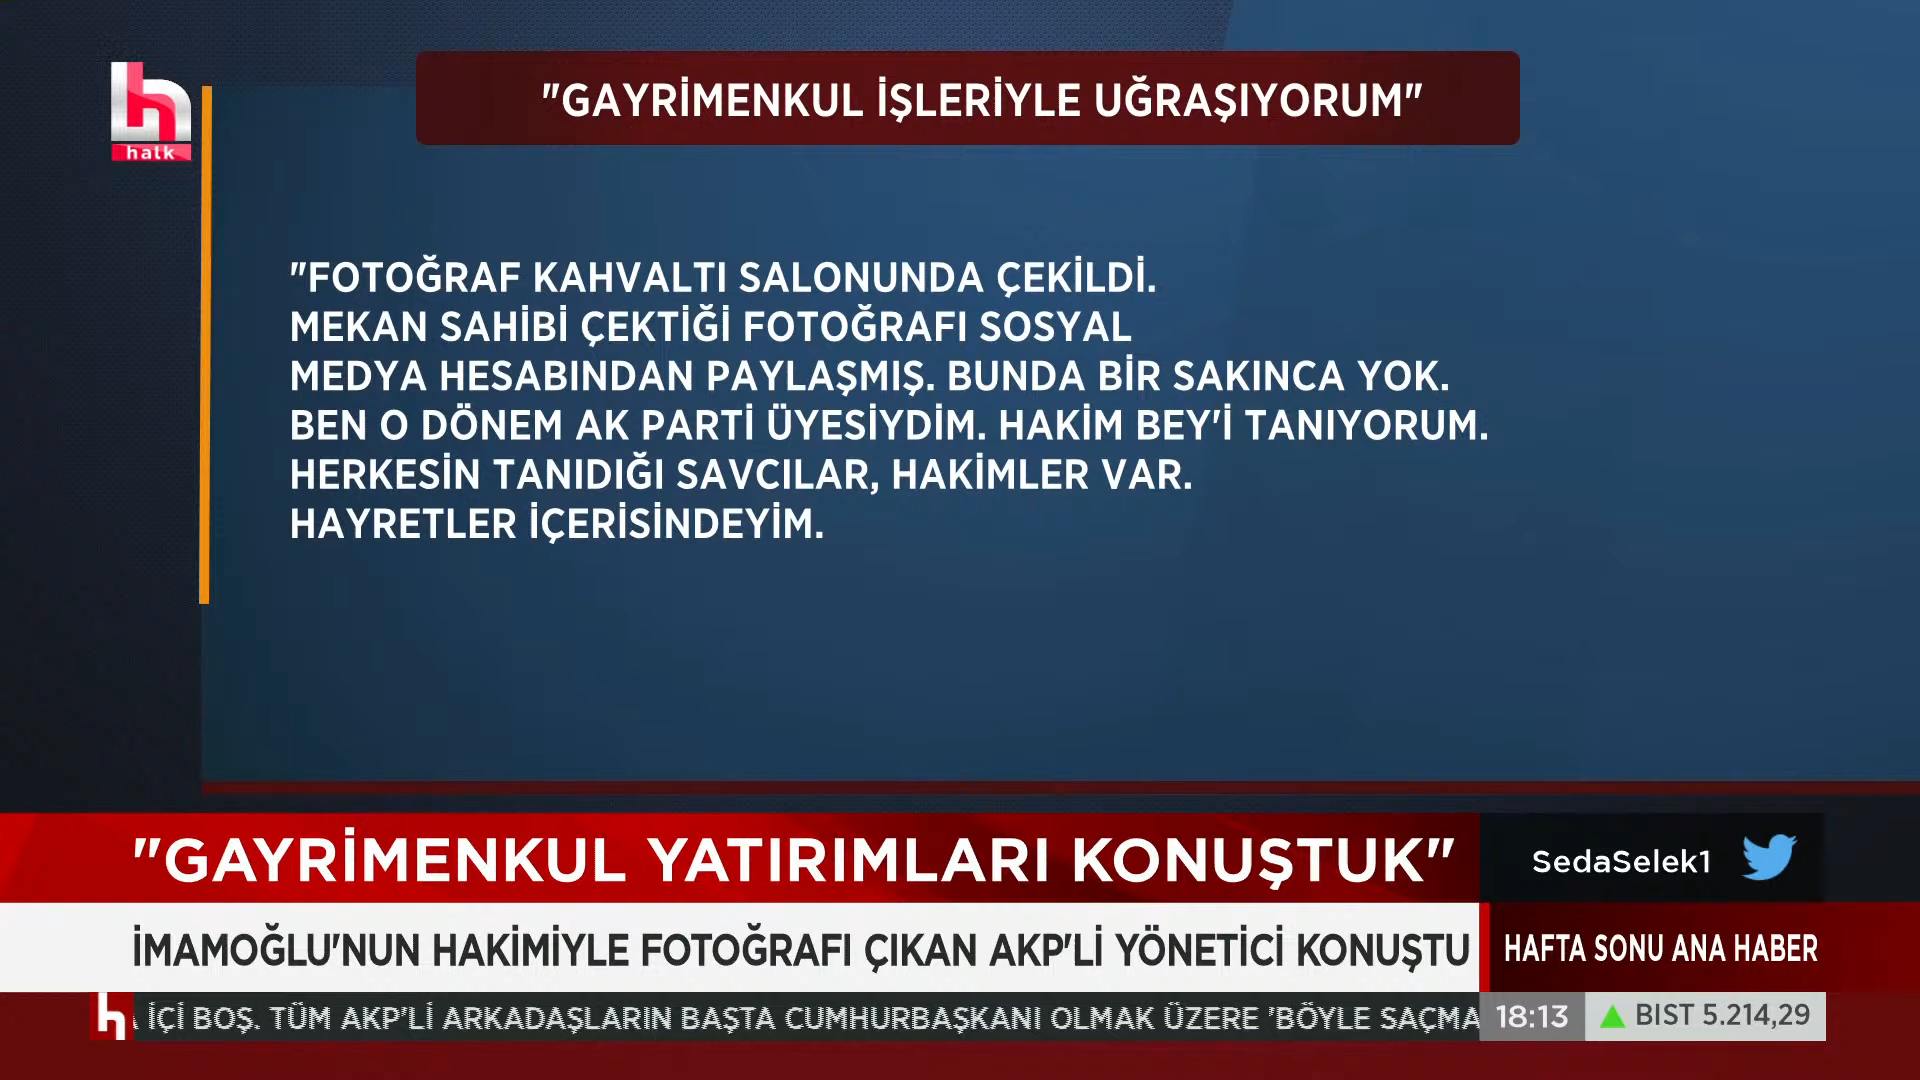 "GAYRİMENKUL İŞLERİYLE UĞRAŞIYORUM"
halk
"FOTOĞRAF KAHVALTI SALONUNDA ÇEKİLDİ.
MEKAN SAHİBİ ÇEKTİĞİ FOTOĞRAFI SOSYAL
MEDYA HESABINDAN PAYLAŞMIŞ. BUNDA BİR SAKINCA YOK.
BEN O DÖNEM AK PARTİ ÜYESİYDİM. HAKİM BEY'İ TANIYORUM.
HERKESİN TANIDIĞI SAVCILAR, HAKİMLER VAR.
HAYRETLER İÇERİSİNDEYİM.
"GAYRİMENKUL YATIRIMLARI KONUŞTUK"
SedaSelek1
İMAMOĞLU'NUN HAKİMİYLE FOTOĞRAFI ÇIKAN AKP'Lİ YÖNETİCİ KONUŞTU
HAFTA SONU ANA HABER
İÇİ BOŞ. TÜM AKP'Lİ ARKADAŞLARIN BAŞTA CUMHURBAŞKANI OLMAK ÜZERE 'BÖYLE SAÇMA
18:13
BIST 5.214,29